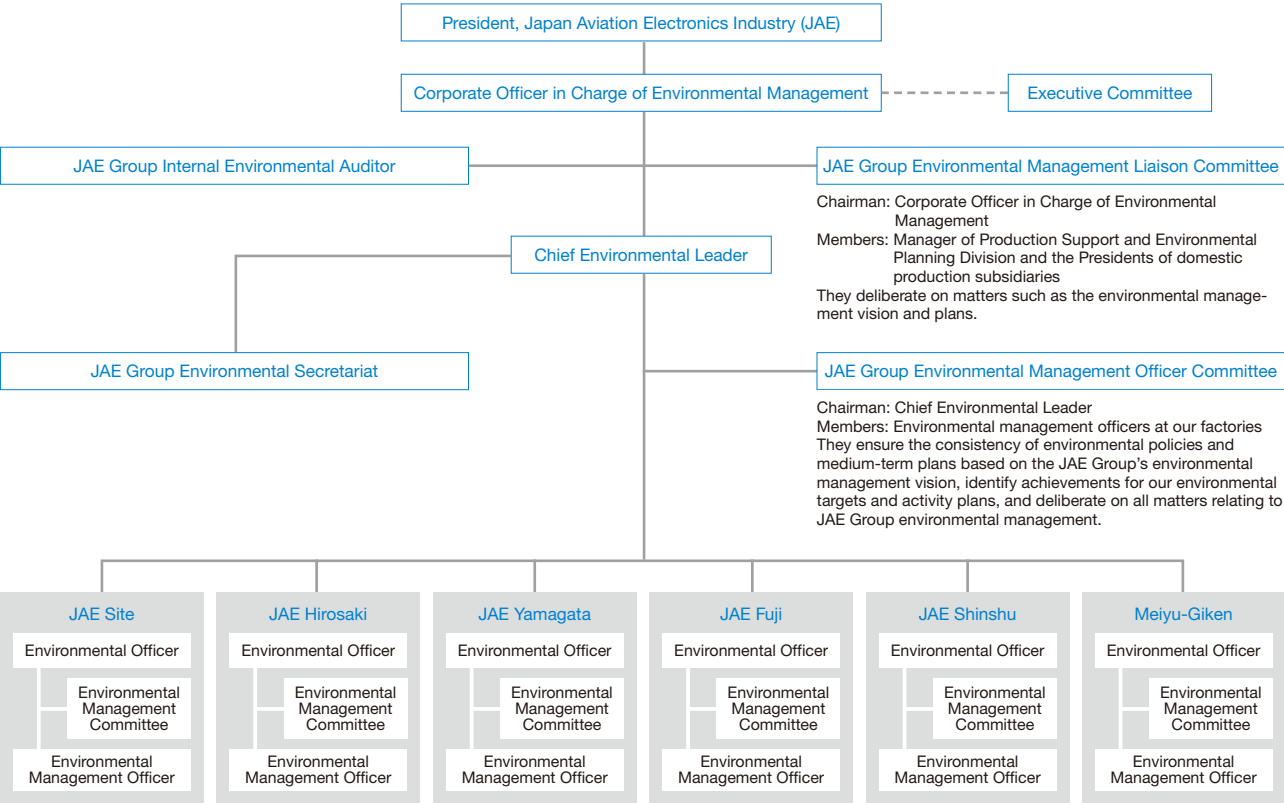 President, Japan Aviation Electronics Industry (JAE)
Corporate Officer in Charge of Environmental Management
Executive Committee
JAE Group Internal Environmental Auditor
JAE Group Environmental Management Liaison Committee
Chairman: Corporate Officer in Charge of Environmental
Management
Members: Manager of Production Support and Environmental
Planning Division and the Presidents of domestic
production subsidiaries
They deliberate on matters such as the environmental manage-
ment vision and plans.
Chief Environmental Leader
JAE Group Environmental Secretariat
JAE Group Environmental Management Officer Committee
Chairman: Chief Environmental Leader
Members: Environmental management officers at our factories
They ensure the consistency of environmental policies and
medium-term plans based on the JAE Group's environmental
management vision, identify achievements for our environmental
targets and activity plans, and deliberate on all matters relating to
JAE Group environmental management.
JAE Site
Environmental Officer
Environmental
Management
Committee
Environmental
Management Officer
JAE Hirosaki
Environmental Officer
Environmental
Management
Committee
Environmental
Management Officer
JAE Yamagata
Environmental Officer
Environmental
Management
Committee
Environmental
Management Officer
JAE Fuji
Environmental Officer
Environmental
Management
Committee
Environmental
Management Officer
JAE Shinshu
Environmental Officer
Environmental
Management
Committee
Environmental
Management Officer
Meiyu-Giken
Environmental Officer
Environmental
Management
Committee
Environmental
Management Officer